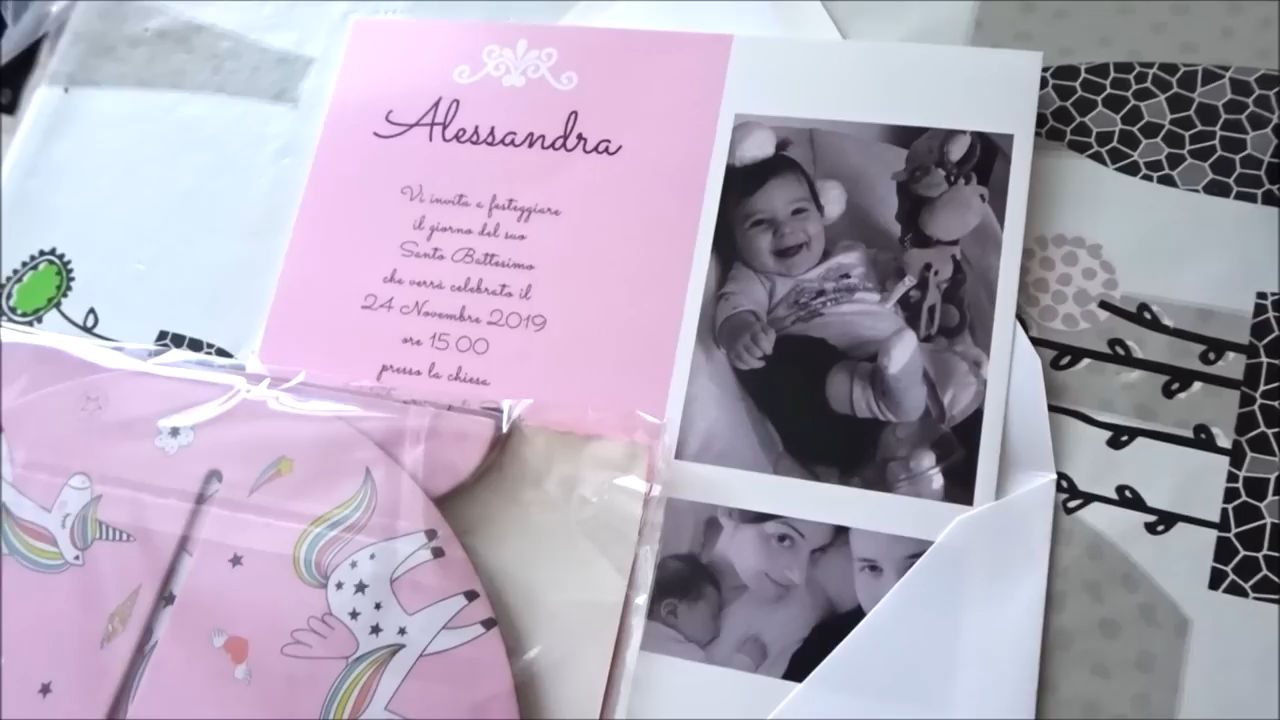 Alessandra
Vi invita a festeggiare
il giorno del suo
Santo Battesimo
che verrà celebrato il
24 Novembre 2019
ore 15.00
presso la chiesa